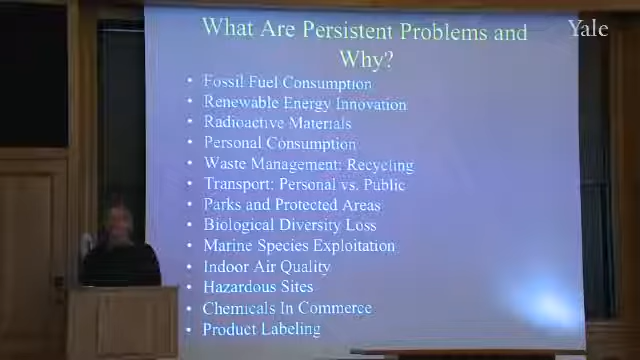 What Are Persistent Problems and
Why?
Yale
• Fossil Fuel Consumption
• Renewable Energy Innovation
• Radioactive Materials
• Personal Consumption
• Waste Management: Recycling
• Transport: Personal vs. Public
• Parks and Protected Areas
• Biological Diversity Loss
• Marine Species Exploitation
• Indoor Air Quality
• Hazardous Sites
• Chemicals In Commerce
• Product Labeling